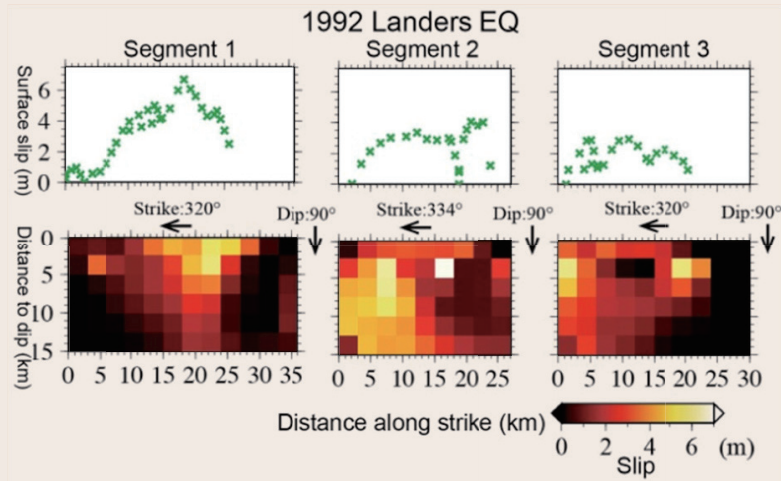 1992 Landers EQ
Segment 1 Segment 2 Segment 3
Surface slip (m)
6
4
2
0
Strike:320° Dip:90° Strike:334° Dip:90° Strike:320° Dip:90°
Distance to dip (km)
0
5
10
15
0 5 10 15 20 25 30 35 0 5 10 15 20 25 0 5 10 15 20 25 30
Distance along strike (km)
0 2 4 6 (m)
Slip